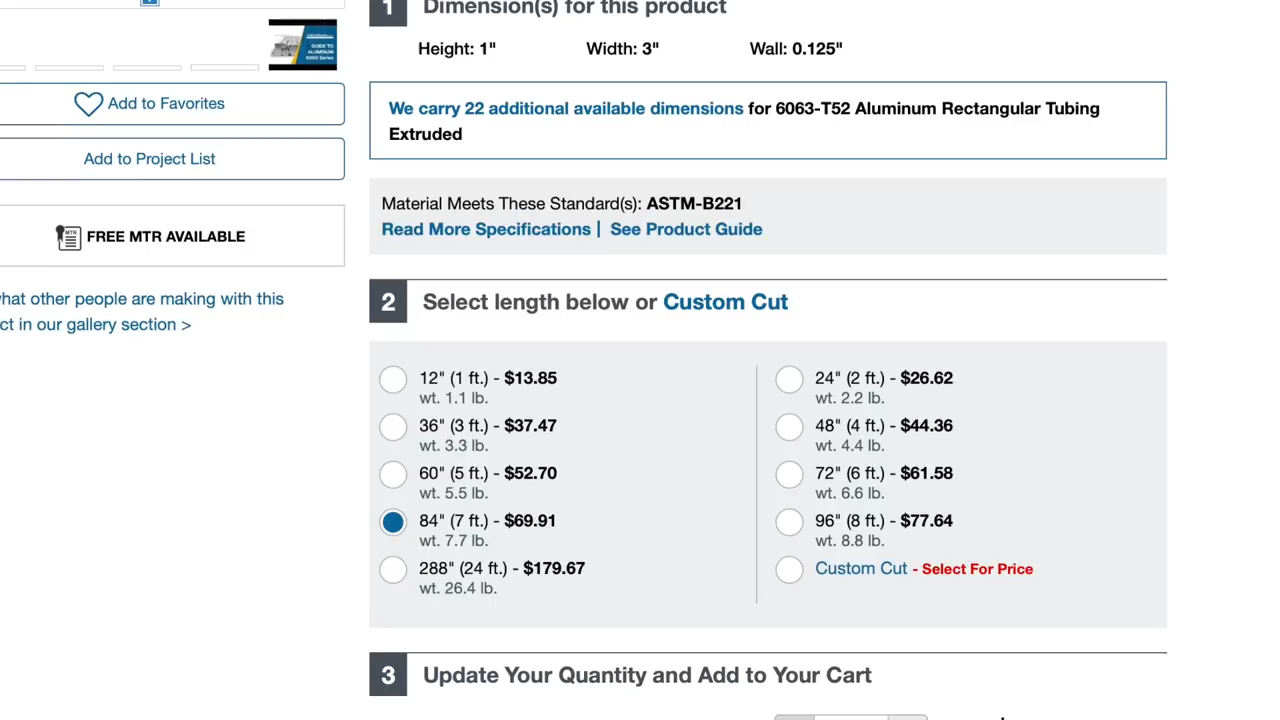 1 Dimension(s) for this product
Height: 1" Width: 3" Wall: 0.125"
GUIDE TO
ALUMINUM
6000 Series
Add to Favorites
Add to Project List
MTR
FREE MTR AVAILABLE
hat other people are making with this
ct in our gallery section >
We carry 22 additional available dimensions for 6063-T52 Aluminum Rectangular Tubing
Extruded
Material Meets These Standard(s): ASTM-B221
Read More Specifications | See Product Guide
2 Select length below or Custom Cut
12" (1 ft.) - $13.85
wt. 1.1 lb.
36" (3 ft.) - $37.47
wt. 3.3 lb.
60" (5 ft.) - $52.70
wt. 5.5 lb.
84" (7 ft.) - $69.91
wt. 7.7 lb.
288" (24 ft.) - $179.67
wt. 26.4 lb.
24" (2 ft.) - $26.62
wt. 2.2 lb.
48" (4 ft.) - $44.36
wt. 4.4 lb.
72" (6 ft.) - $61.58
wt. 6.6 lb.
96" (8 ft.) - $77.64
wt. 8.8 lb.
Custom Cut - Select For Price
3 Update Your Quantity and Add to Your Cart